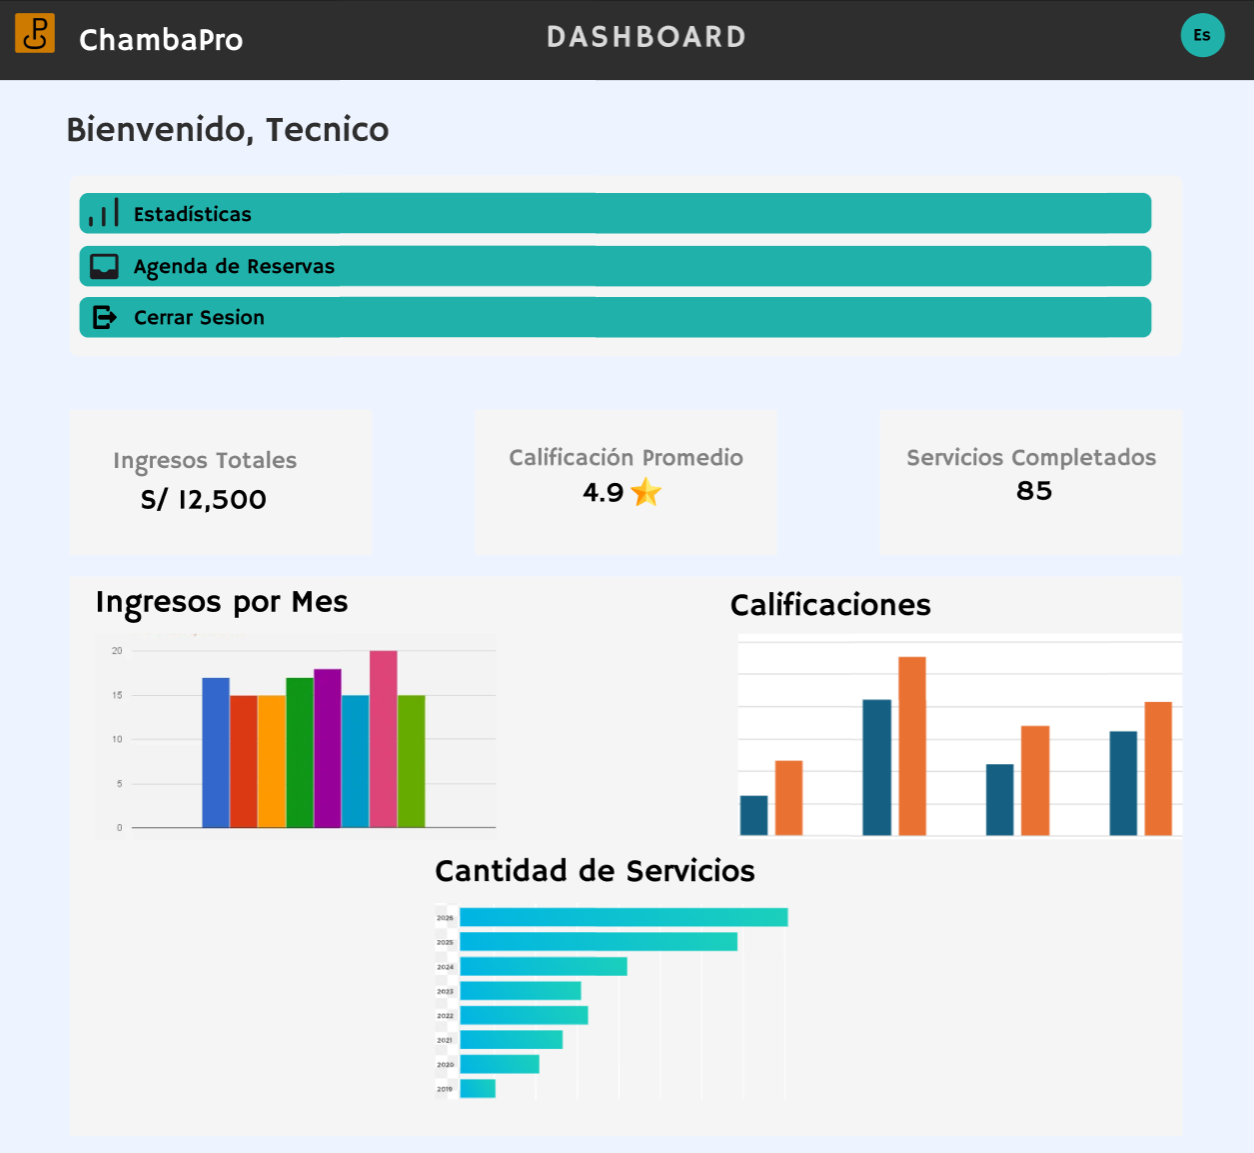 ChambaPro
DASHBOARD
Es
Bienvenido, Tecnico
Estadísticas
Agenda de Reservas
Cerrar Sesion
Ingresos Totales
S/ 12,500
Calificación Promedio
4.9
Servicios Completados
85
Ingresos por Mes
20
15
10
5
0
Calificaciones
Cantidad de Servicios
2026
2025
2024
2023
2022
2021
2020
2019